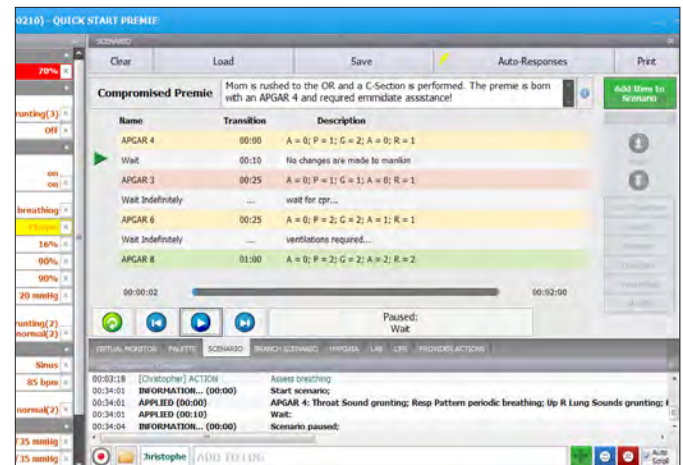 0210) - QUICK START PREMIE
SCENARIO
Clear Load Save Auto-Responses Print
Compromised Premie
Mom is rushed to the OR and a C-Section is performed. The premie is born
with an APGAR 4 and required emmidiate assistance!
Add Item to
Scenario
Name Transition Description
APGAR 4 00:00 A = 0; P = 1; G = 2; A = 0; R = 1
Wait 00:10 No changes are made to manikin
APGAR 3 00:25 A = 0; P = 1; G = 1; A = 0; R = 1
Wait Indefinitely ... wait for cpr...
APGAR 6 00:25 A = 0; P = 2; G = 2; A = 1; R = 1
Wait Indefinitely ... ventilations required...
APGAR 8 01:00 A = 0; P = 2; G = 2; A = 2; R = 2
00:00:02 00:02:00
Paused:
Wait
VIRTUAL MONITOR PALETTE SCENARIO BRANCH SCENARIO HYPOXIA LAB CPR PROVIDER ACTIONS
00:03:18 [Christopher] ACTION Assess breathing
00:34:01 INFORMATION... (00:00) Start scenario;
00:34:01 APPLIED (00:00) APGAR 4: Throat Sound grunting; Resp Pattern periodic breathing; Up R Lung Sounds grunting;
00:34:01 APPLIED (00:10) Wait:
00:34:04 INFORMATION... (00:00) Scenario paused;
hristophe ADD TO LOG
Auto
Scroll
70%
runting(3)
Off
on
on
breathing
16%
90%
90%
20 mmHg
runting(2)
normal(2)
Sinus
85 bpm
normal(2)
/35 mmHg
/35 mmHg